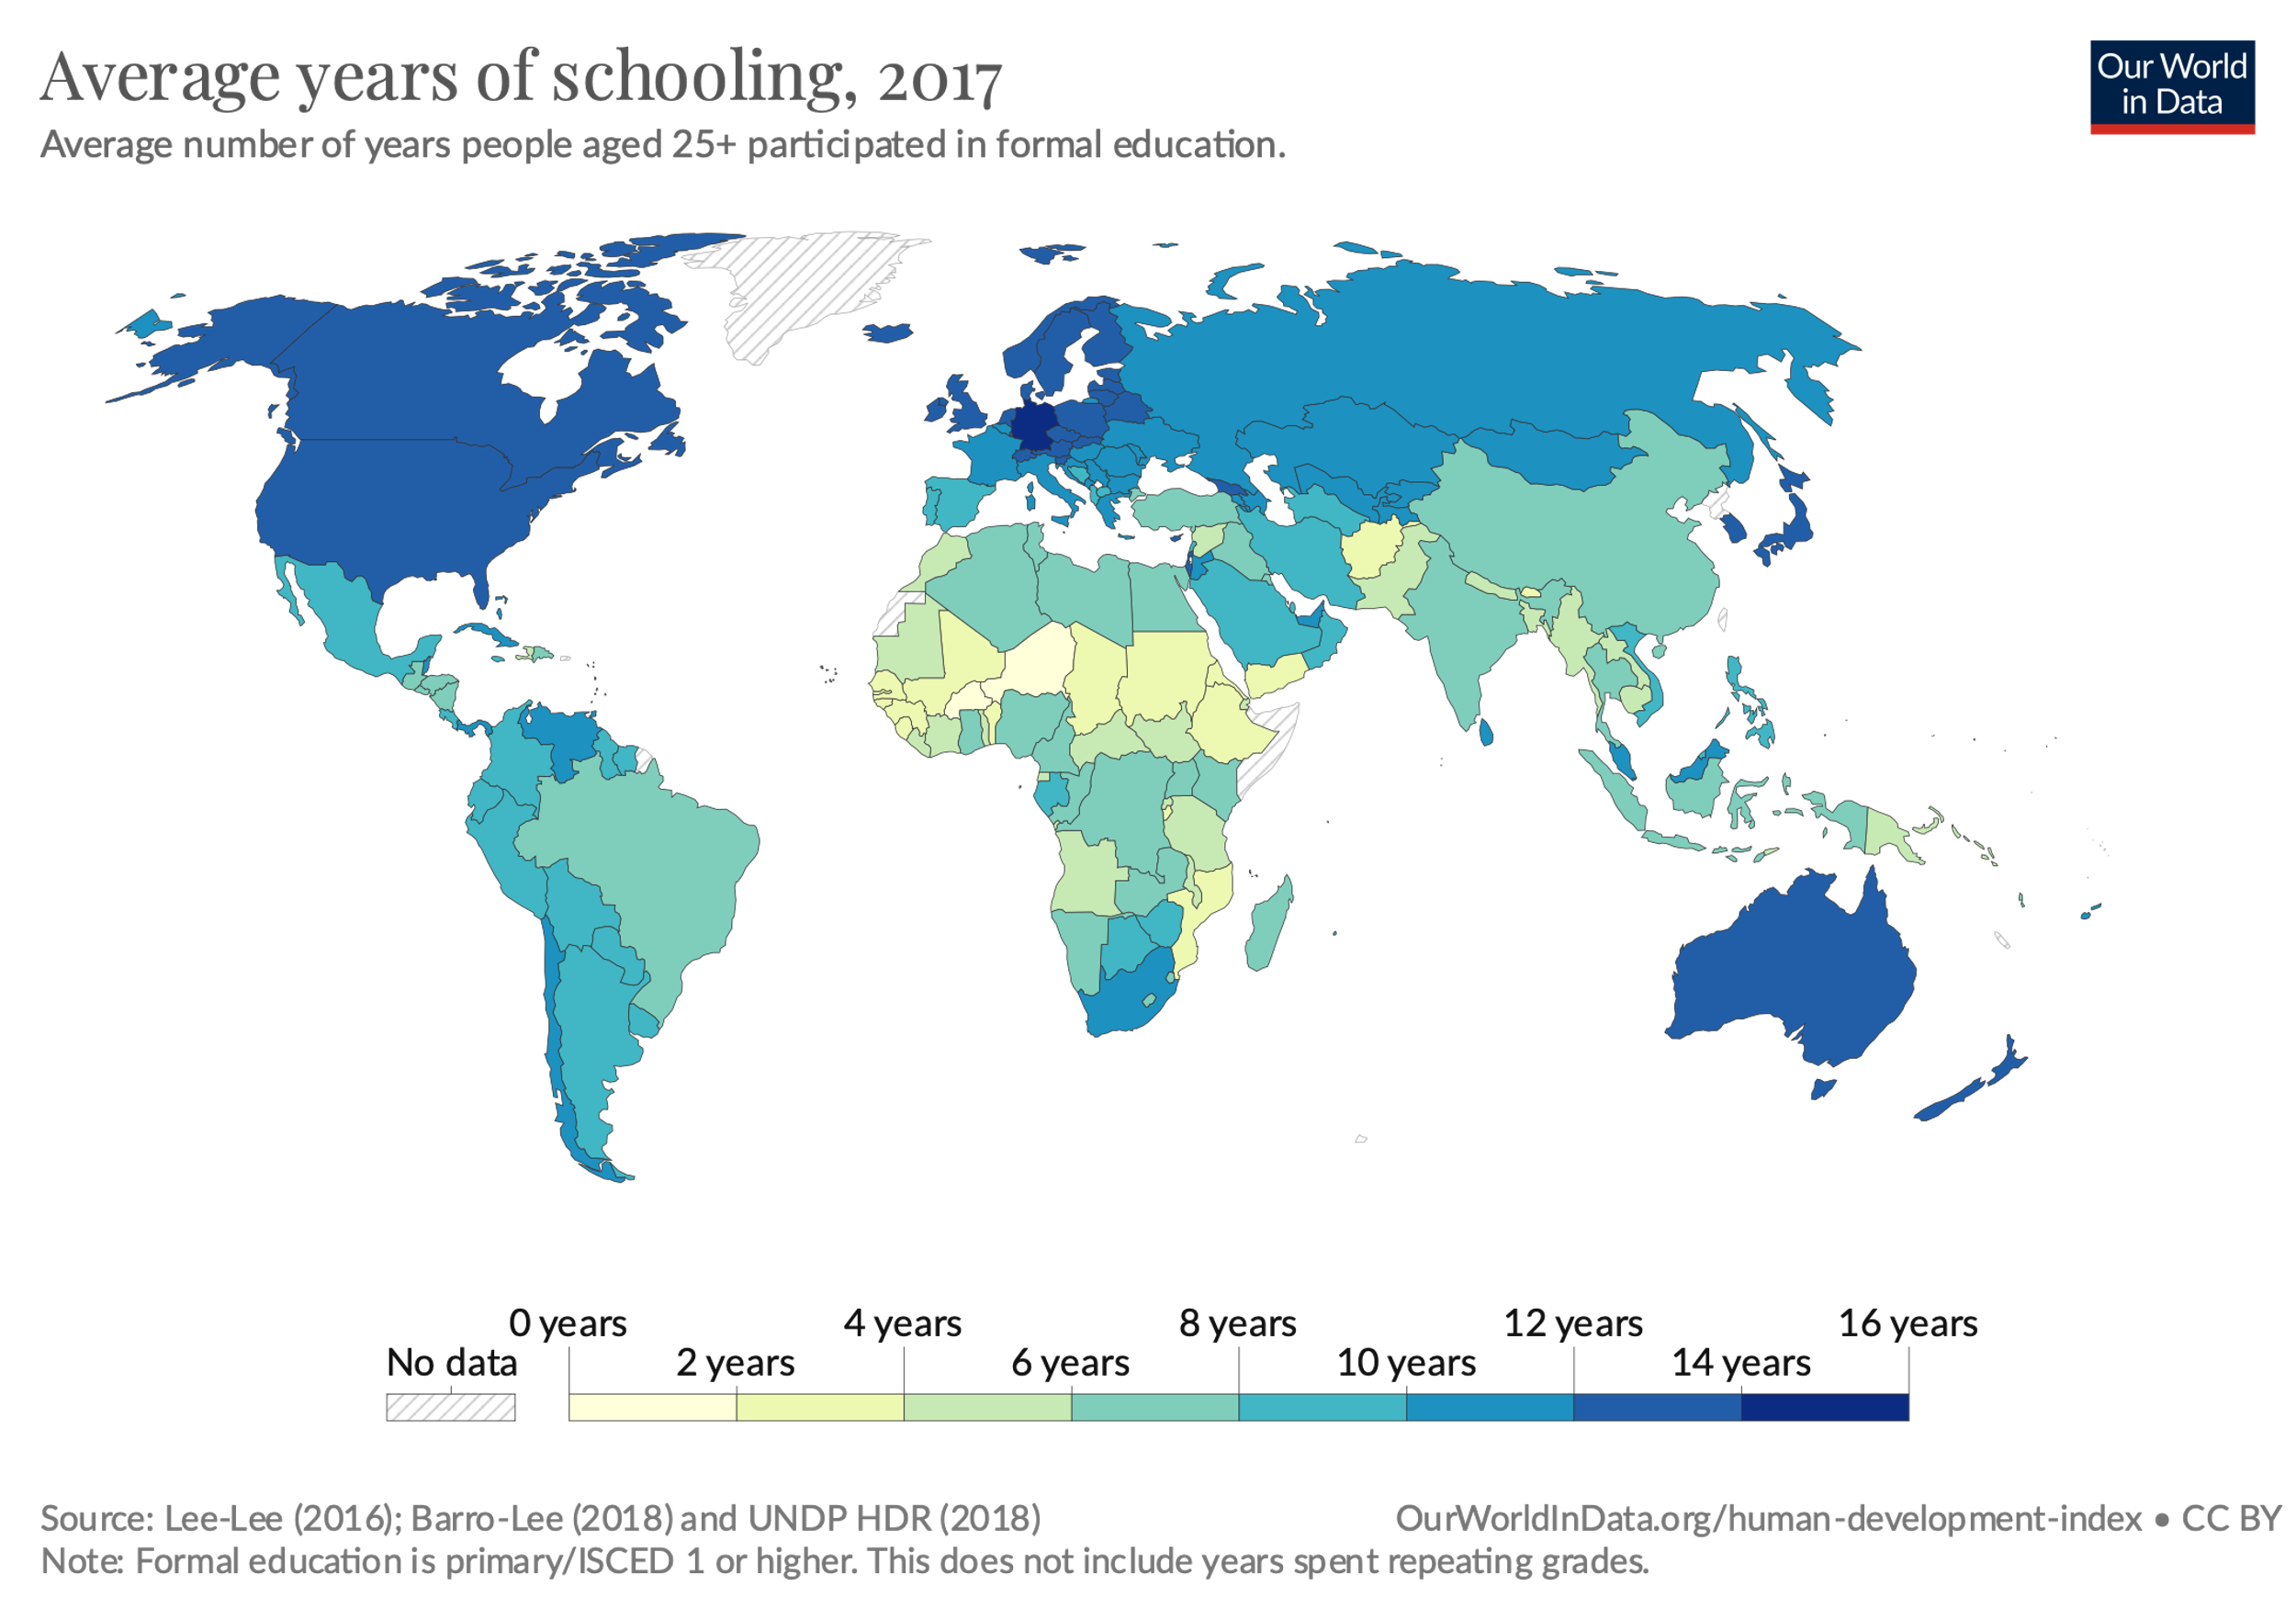 Average years of schooling, 2017
Average number of years people aged 25+ participated in formal education.
Our World
in Data
0 years 4 years 8 years 12 years 16 years
No data 2 years 6 years 10 years 14 years
Source: Lee-Lee (2016); Barro-Lee (2018) and UNDP HDR (2018) OurWorldInData.org/human-development-index • CC BY
Note: Formal education is primary/ISCED 1 or higher. This does not include years spent repeating grades.